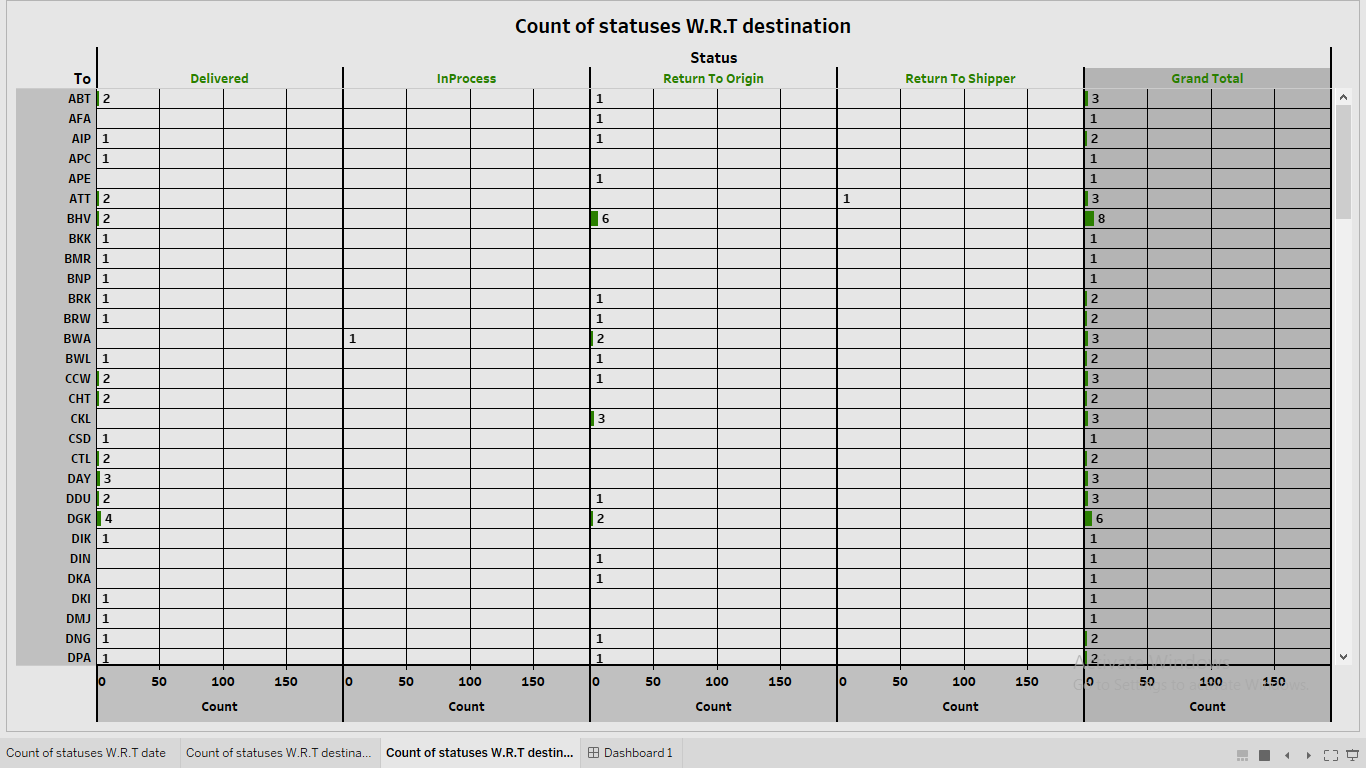 Count of statuses W.R.T destination
Status
To Delivered InProcess Return To Origin Return To Shipper Grand Total
ABT 2 1 3
AFA 1 1
AIP 1 1 2
APC 1 1
APE 1 1
ATT 2 1 3
BHV 2 6 8
BKK 1 1
BMR 1 1
BNP 1 1
BRK 1 1 2
BRW 1 1 2
BWA 1 2 3
BWL 1 1 2
CCW 2 1 3
CHT 2 2
CKL 3 3
CSD 1 1
CTL 2 2
DAY 3 3
DDU 2 1 3
DGK 4 2 6
DIK 1 1
DIN 1 1
DKA 1 1
DKI 1 1
DMJ 1 1
DNG 1 1 2
DPA 1 1 2
Activate Windows
0 50 100 150 0 50 100 150 0 50 100 150 0 50 100 150 0 50 100 150
Go to Settings to activate Windows.
Count Count Count Count Count
Count of statuses W.R.T date Count of statuses W.R.T destina... Count of statuses W.R.T destin... Dashboard 1